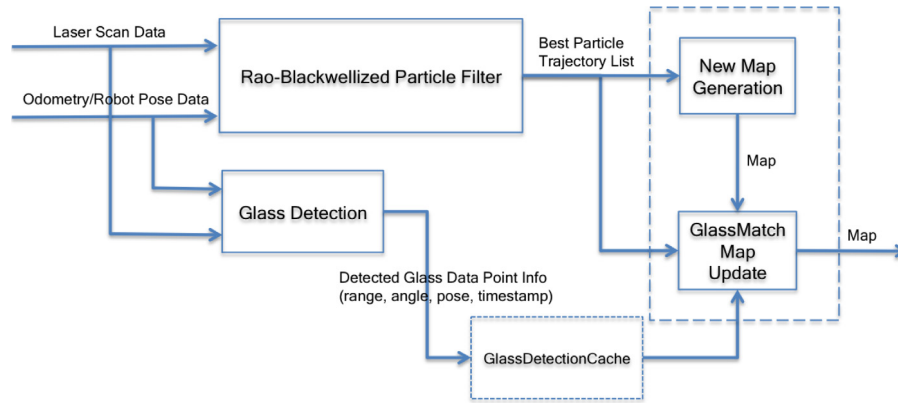 Laser Scan Data
Odometry/Robot Pose Data
Rao-Blackwellized Particle Filter
Best Particle
Trajectory List
New Map
Generation
Map
Glass Detection
GlassMatch
Map
Update
Map
Detected Glass Data Point Info
(range, angle, pose, timestamp)
GlassDetectionCache